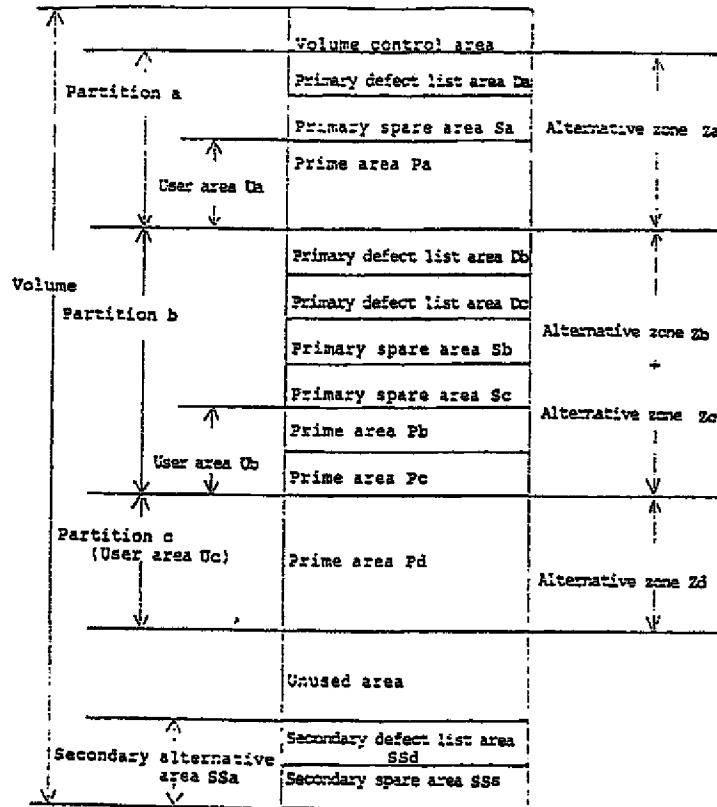 Volume control area
Primary defect list area Da
Partition a
Primary spare area Sa
Alternative zone Za
Prime area Pa
User area Ua
Primary defect list area Db
Volume
Primary defect list area Dc
Partition b
Alternative zone Zb
Primary spare area Sb
+
Primary spare area Sc
Alternative zone Zc
Prime area Pb
User area Ub
Prime area Pc
Partition c
(User area Uc)
Prime area Pd
Alternative zone Zd
Unused area
Secondary defect list area
SSd
Secondary alternative
area SSa
Secondary spare area SSs